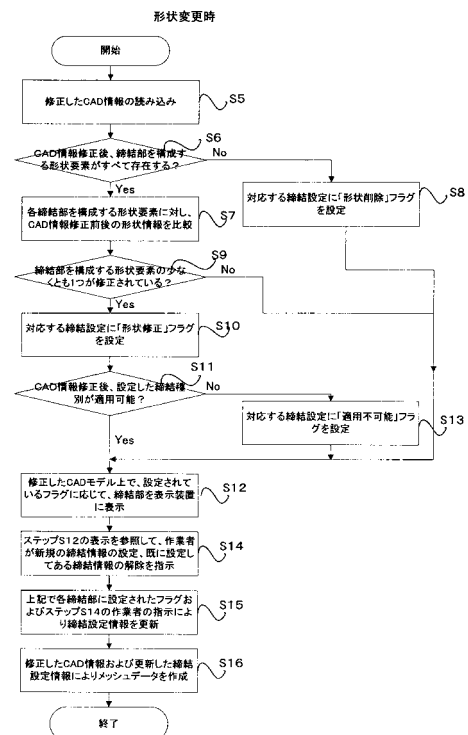 形状変更時
開始
修正したCAD情報の読み込み
S5
S6
CAD情報修正後、締結部を構成す
る形状要素がすべて存在する?
No
Yes
各締結部を構成する形状要素に対し、
CAD情報修正前後の形状情報を比較
S7
対応する締結設定に「形状削除」フラグ
を設定
S8
S9
締結部を構成する形状要素の少な
くとも1つが修正されている?
No
Yes
対応する締結設定に「形状修正」フラグ
を設定
S10
S11
CAD情報修正後、設定した締結種
別が適用可能?
No
Yes
対応する締結設定に「適用不可能」フラ
グを設定
S13
修正したCADモデル上で、設定されて
いるフラグに応じて、締結部を表示装置
に表示
S12
ステップS12の表示を参照して、作業者
が新規の締結情報の設定、既に設定し
てある締結情報の解除を指示
S14
上記で各締結部に設定されたフラグお
よびステップS14の作業者の指示によ
り締結設定情報を更新
S15
修正したCAD情報および更新した締結
設定情報によりメッシュデータを作成
S16
終了